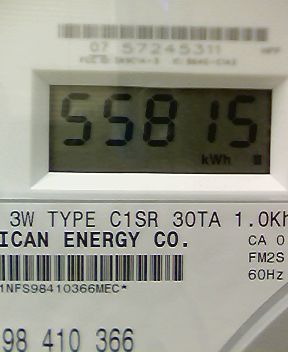 07 57245311
55815
kWh
3W TYPE C1SR 30TA 1.0Kh
ICAN ENERGY CO.
CA 0
FM2S
60Hz
1NFS98410366MEC*
98 410 366